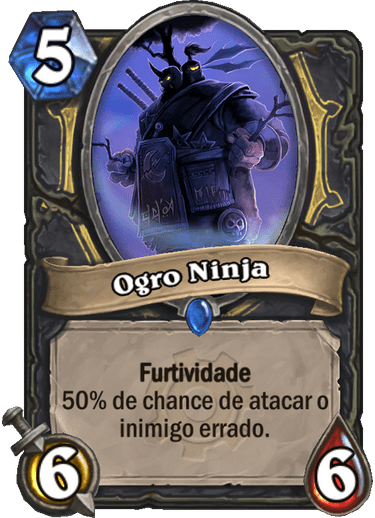 5
Ogro Ninja
Furtividade
50% de chance de atacar o
inimigo errado.
6
6